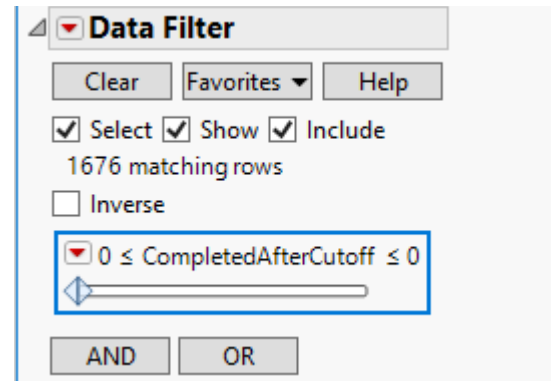 Data Filter
Clear Favorites Help
Select Show Include
1676 matching rows
Inverse
0 ≤ CompletedAfterCutoff ≤ 0
AND OR